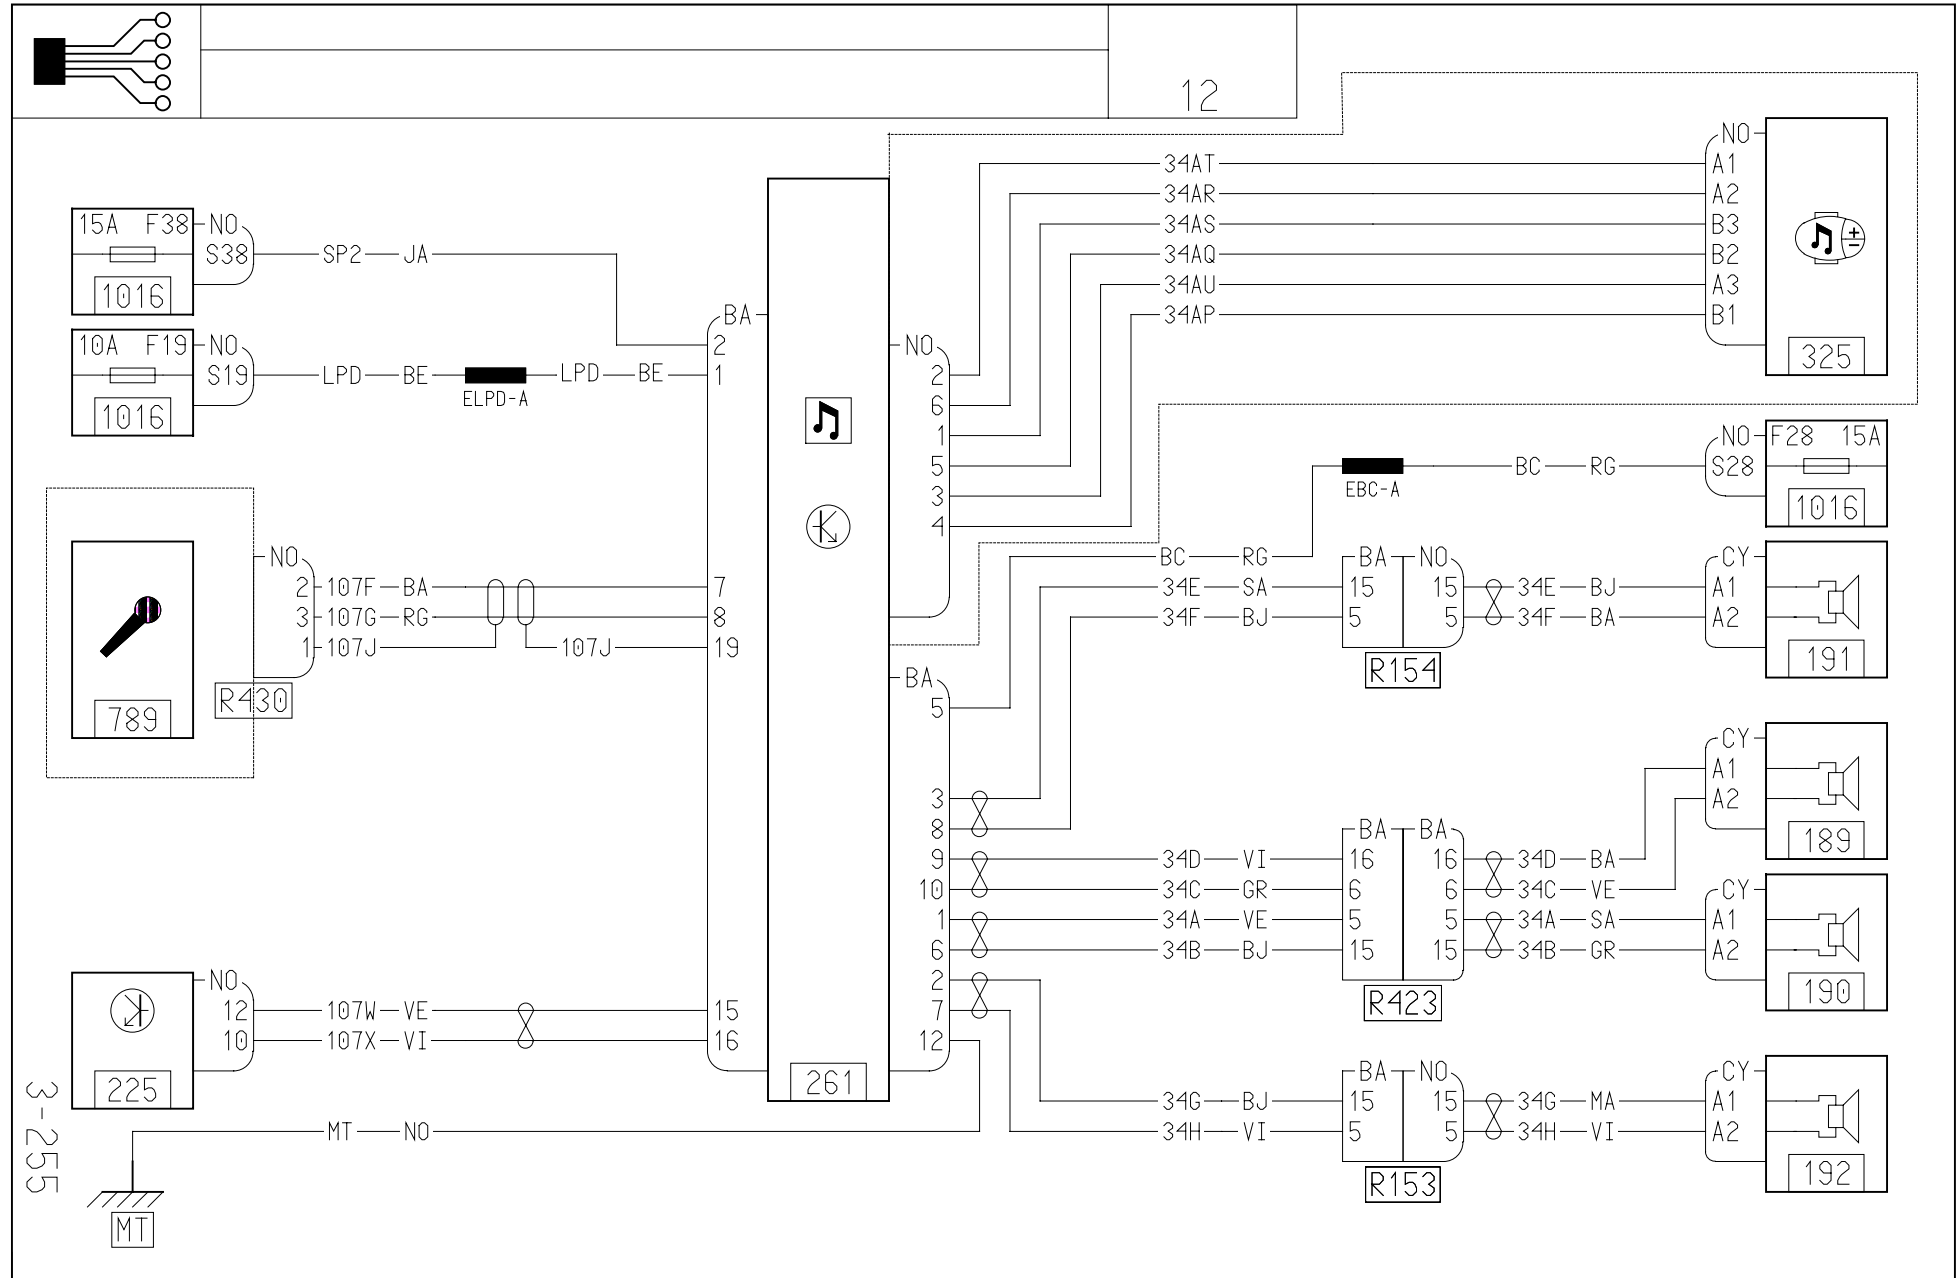 12
15A F38 NO
S38 SP2 JA
1016
10A F19 NO
S19 LPD BE LPD BE
ELPD-A
1016
NO
2 107F BA
3 107G RG
1 107J 107J
R430
789
NO
12 107W VE
10 107X VI
225
MT NO
MT
3-255
BA
2
1
7
8
19
15
16
261
NO
2
6
1
5
3
4
BA
5
3
8
9
10
1
6
2
7
12
34AT
34AR
34AS
34AQ
34AU
34AP
NO
A1
A2
B3
B2
A3
B1
325
EBC-A
BC RG
NO F28 15A
S28
1016
BC RG
34E SA
34F BJ
BA NO
15 15
5 5
R154
34E BJ
34F BA
CY
A1
A2
191
34D VI
34C GR
34A VE
34B BJ
BA BA
16 16
6 6
5 5
15 15
R423
34D BA
34C VE
34A SA
34B GR
CY
A1
A2
189
CY
A1
A2
190
34G BJ
34H VI
BA NO
15 15
5 5
R153
34G MA
34H VI
CY
A1
A2
192